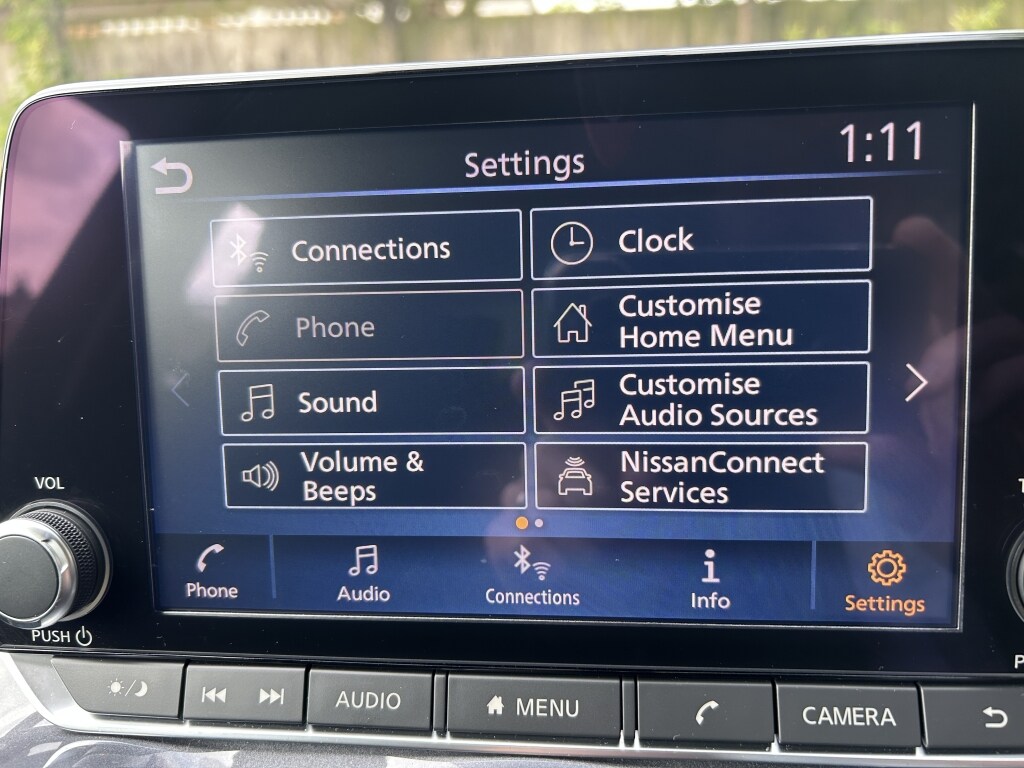 Settings
1:11
Connections
Clock
Phone
Customise
Home Menu
Sound
Customise
Audio Sources
Volume &
Beeps
NissanConnect
Services
VOL
Phone
Audio
Connections
Info
Settings
PUSH
AUDIO
MENU
CAMERA